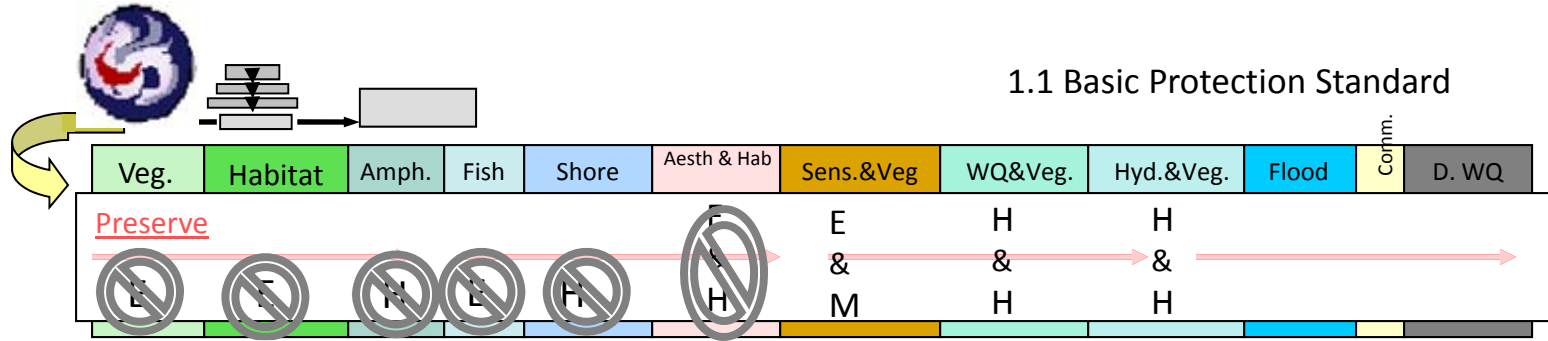 1.1 Basic Protection Standard
Veg. Habitat Amph. Fish Shore Aesth & Hab Sens.&Veg WQ&Veg. Hyd.&Veg. Flood Comm. D. WQ
Preserve
E H H
& & &
E E H E H H M H H